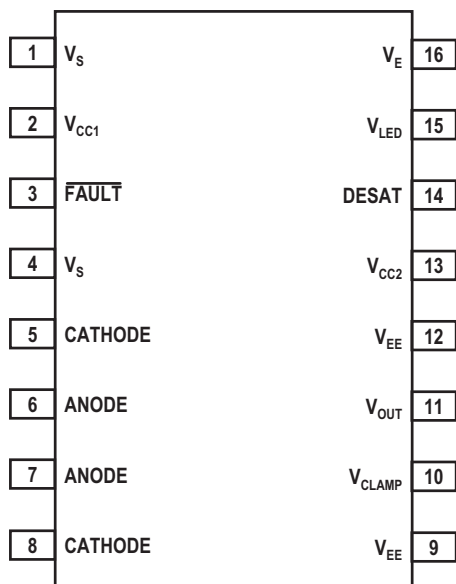 1 V_S V_E 16
2 V_CC1 V_LED 15
3 FAULT DESAT 14
4 V_S V_CC2 13
5 CATHODE V_EE 12
6 ANODE V_OUT 11
7 ANODE V_CLAMP 10
8 CATHODE V_EE 9